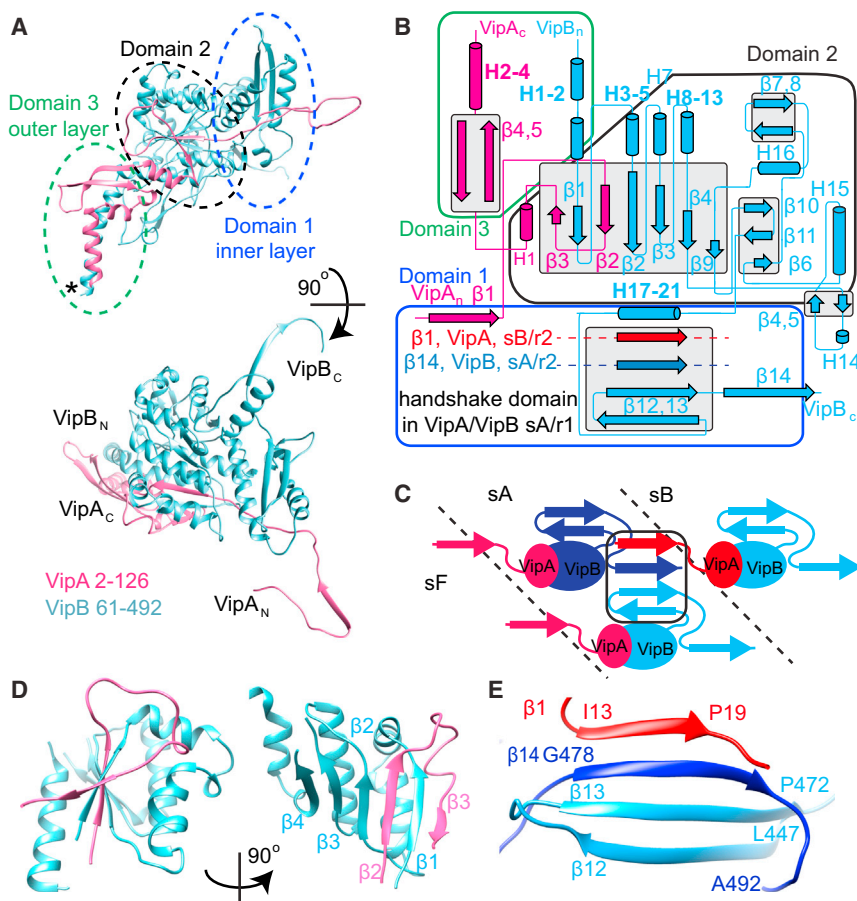 A
Domain 2
Domain 3
outer layer
Domain 1
inner layer
*
90°
VipB_C
VipB_N
VipA_C
VipA_N
VipA 2-126
VipB 61-492
B
VipA_c
VipB_n
Domain 2
H2-4
H1-2
H3-5
H7
H8-13
β7,8
β4,5
H16
H15
β1
β4
β10
β11
Domain 3
H1
β3
β2
β2
β3
β9
β6
Domain 1
VipA_n
β1
H17-21
β4,5
β1, VipA, sB/r2
β14, VipB, sA/r2
H14
handshake domain
in VipA/VipB sA/r1
β12,13
β14
VipB_c
C
sA
sB
VipA
VipB
VipA
VipB
sF
VipA
VipB
D
β2
β3
β4
β3
β2
β1
90°
E
β1
I13
P19
β14
G478
β13
P472
L447
β12
A492